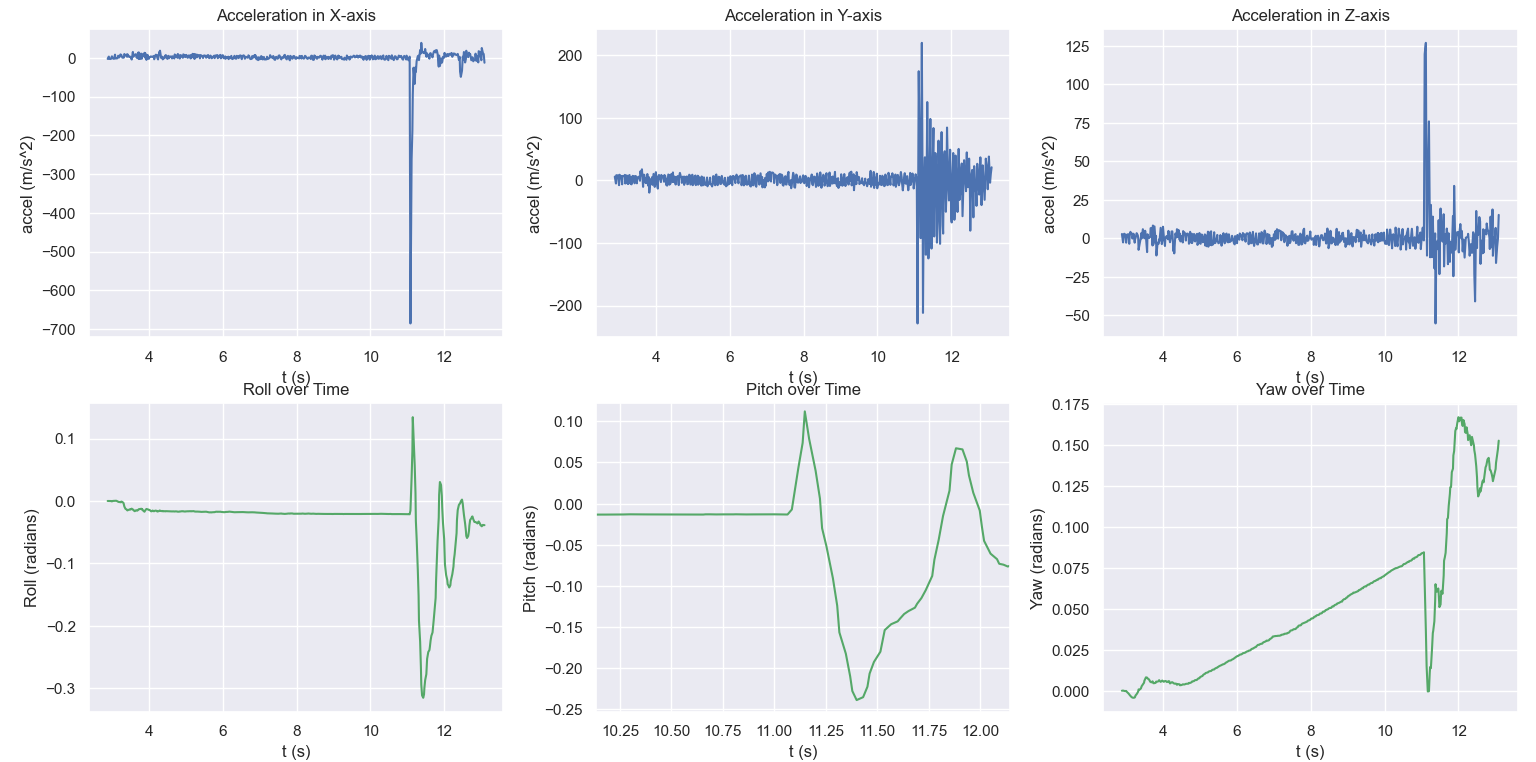 Acceleration in X-axis
accel (m/s^2)
0
−100
−200
−300
−400
−500
−600
−700
4 6 8 10 12
t (s)
Acceleration in Y-axis
accel (m/s^2)
200
100
0
−100
−200
4 6 8 10 12
t (s)
Acceleration in Z-axis
accel (m/s^2)
125
100
75
50
25
0
−25
−50
4 6 8 10 12
t (s)
Roll over Time
Roll (radians)
0.1
0.0
−0.1
−0.2
−0.3
4 6 8 10 12
t (s)
Pitch over Time
Pitch (radians)
0.10
0.05
0.00
−0.05
−0.10
−0.15
−0.20
−0.25
10.25 10.50 10.75 11.00 11.25 11.50 11.75 12.00
t (s)
Yaw over Time
Yaw (radians)
0.175
0.150
0.125
0.100
0.075
0.050
0.025
0.000
4 6 8 10 12
t (s)